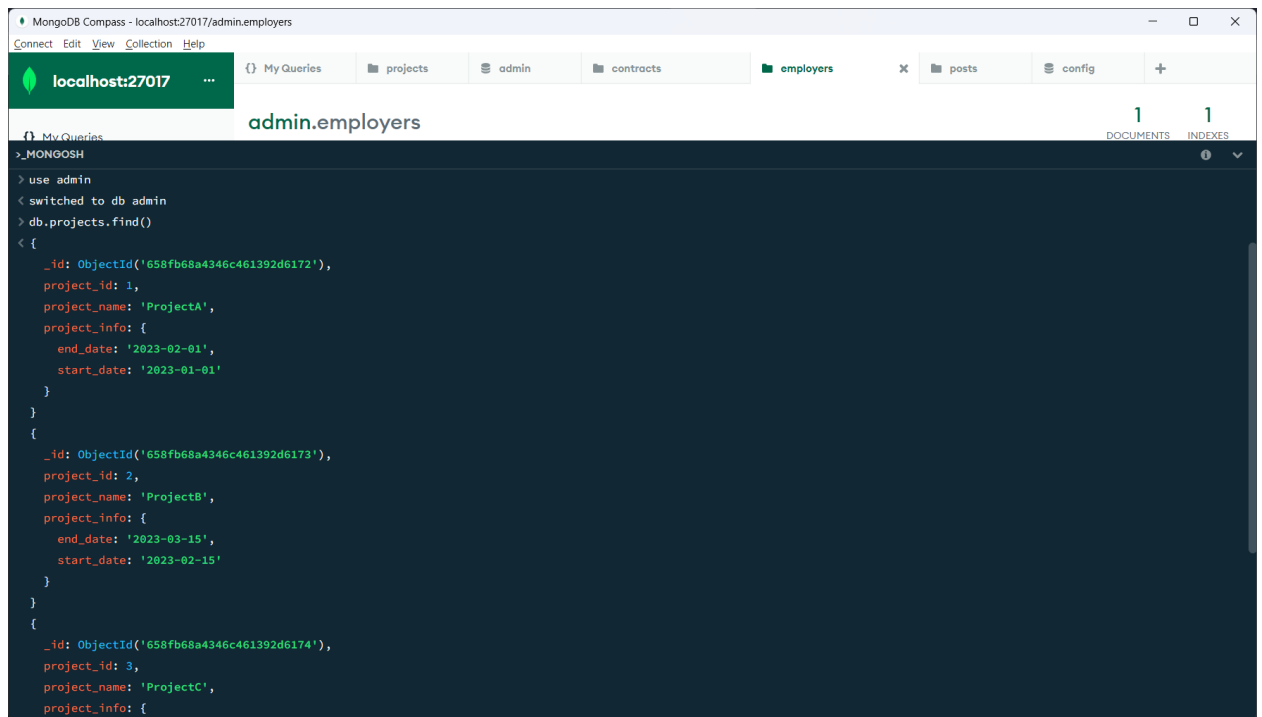 MongoDB Compass - localhost:27017/admin.employers
Connect Edit View Collection Help
localhost:27017 ...
{} My Queries
projects
admin
contracts
employers
posts
config
{} My Queries
admin.employers
1
DOCUMENTS
1
INDEXES
>_MONGOSH
> use admin
< switched to db admin
> db.projects.find()
< {
_id: ObjectId('658fb68a4346c461392d6172'),
project_id: 1,
project_name: 'ProjectA',
project_info: {
end_date: '2023-02-01',
start_date: '2023-01-01'
}
}
{
_id: ObjectId('658fb68a4346c461392d6173'),
project_id: 2,
project_name: 'ProjectB',
project_info: {
end_date: '2023-03-15',
start_date: '2023-02-15'
}
}
{
_id: ObjectId('658fb68a4346c461392d6174'),
project_id: 3,
project_name: 'ProjectC',
project_info: {